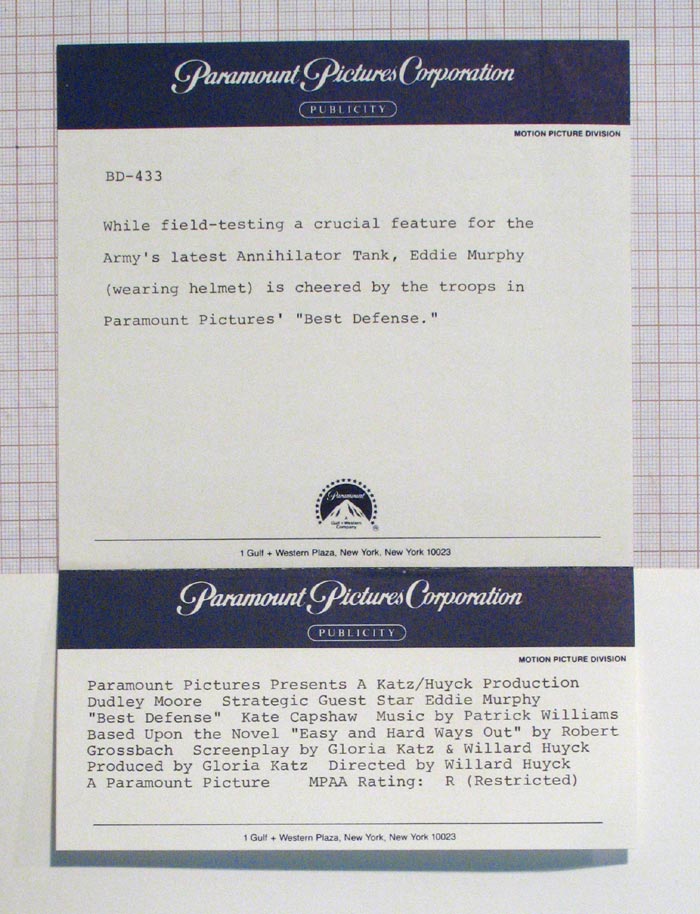 Paramount Pictures Corporation
PUBLICITY
MOTION PICTURE DIVISION
BD-433
While field-testing a crucial feature for the
Army's latest Annihilator Tank, Eddie Murphy
(wearing helmet) is cheered by the troops in
Paramount Pictures' "Best Defense."
Paramount
A
Gulf+Western
Company
®
1 Gulf + Western Plaza, New York, New York 10023
Paramount Pictures Corporation
PUBLICITY
MOTION PICTURE DIVISION
Paramount Pictures Presents A Katz/Huyck Production
Dudley Moore Strategic Guest Star Eddie Murphy
"Best Defense" Kate Capshaw Music by Patrick Williams
Based Upon the Novel "Easy and Hard Ways Out" by Robert
Grossbach Screenplay by Gloria Katz & Willard Huyck
Produced by Gloria Katz Directed by Willard Huyck
A Paramount Picture MPAA Rating: R (Restricted)
1 Gulf + Western Plaza, New York, New York 10023